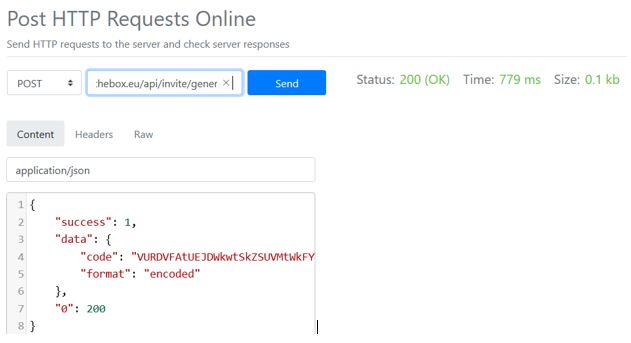 Post HTTP Requests Online
Send HTTP requests to the server and check server responses
POST :hebox.eu/api/invite/gener × Send Status: 200 (OK) Time: 779 ms Size: 0.1 kb
Content Headers Raw
application/json
1 {
2 "success": 1,
3 "data": {
4 "code": "VURDVFAtUEJDWkwtSkZSUVMtWkFY
5 "format": "encoded"
6 },
7 "0": 200
8 }